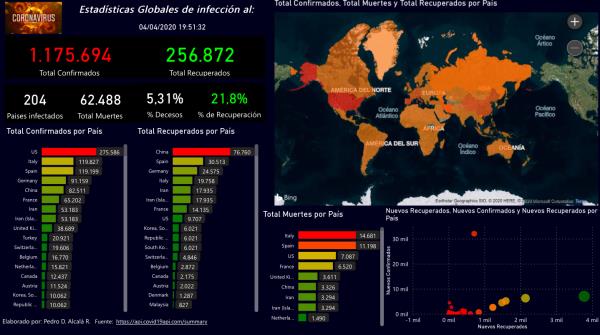 CORONAVIRUS
Estadísticas Globales de infección al:
04/04/2020 19:51:32
1.175.694
Total Confirmados
256.872
Total Recuperados
204
Paises infectados
62.488
Total Muertes
5,31%
% Decesos
21,8%
% de Recuperación
Total Confirmados por País
US 275.586
Italy 119.827
Spain 119.199
Germany 91.159
China 82.511
France 65.202
Iran 53.183
Iran (Isla... 53.183
United Ki... 38.689
Turkey 20.921
Switzerla... 19.606
Belgium 16.770
Netherla... 15.821
Canada 12.437
Austria 11.524
Korea. So... 10.062
Republic ... 10.062
Total Recuperados por País
China 76.760
Spain 30.513
Germany 24.575
Italy 19.758
Iran 17.935
Iran (Isla... 17.935
France 14.135
US 9.707
Korea. So... 6.021
Republic ... 6.021
South Ko... 6.021
Switzerla... 4.846
Belgium 2.872
Canada 2.175
Austria 2.022
Denmark 1.287
Malaysia 827
Elaborado por: Pedro D. Alcalá R. Fuente: https://api.covid19api.com/summary
Total Confirmados, Total Muertes y Total Recuperados por País
Océano
Ártico
AMÉRICA DEL NORTE
EUROPA
ASIA
Océano
Atlántico
ÁFRICA
Océano
Pacífico
AMÉRICA DEL SUR
Océano
Índico
OCEANÍA
Bing
Total Muertes por País
Italy 14.681
Spain 11.198
US 7.087
France 6.520
United Ki... 3.611
China 3.326
Iran 3.294
Iran (Isla... 3.294
Netherla... 1.490
Nuevos Recuperados, Nuevos Confirmados y Nuevos Recuperados por
País
Nuevos Confirmados
30 mil
20 mil
10 mil
0 mil
-1 mil 0 mil 1 mil 2 mil 3 mil 4 mil
Nuevos Recuperados